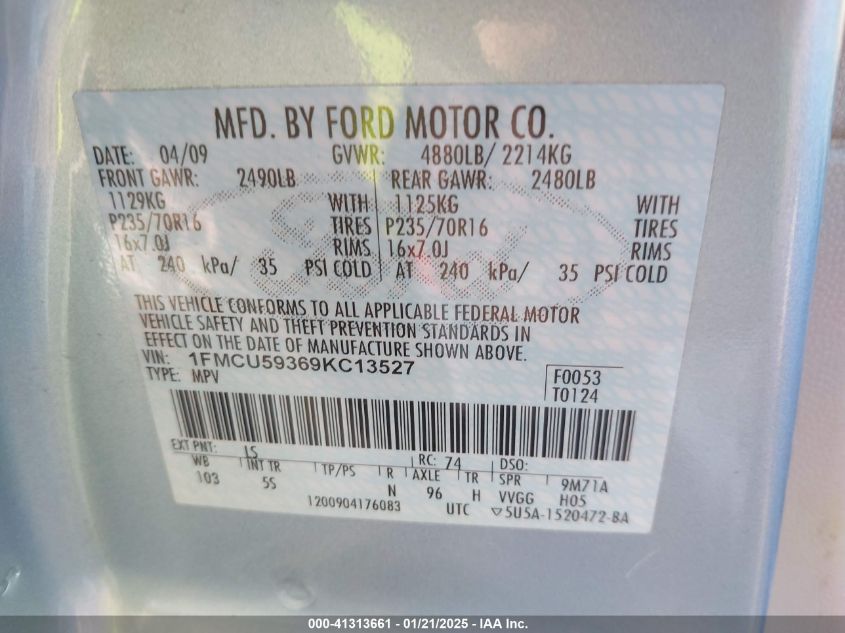 MFD. BY FORD MOTOR CO.
DATE: 04/09 GVWR: 4880LB/ 2214KG
FRONT GAWR: 2490LB REAR GAWR: 2480LB
1129KG WITH 1125KG WITH
P235/70R16 TIRES P235/70R16 TIRES
16x7.0J RIMS 16x7.0J RIMS
AT 240 kPa/ 35 PSI COLD AT 240 kPa/ 35 PSI COLD
THIS VEHICLE CONFORMS TO ALL APPLICABLE FEDERAL MOTOR
VEHICLE SAFETY AND THEFT PREVENTION STANDARDS IN
EFFECT ON THE DATE OF MANUFACTURE SHOWN ABOVE.
VIN: 1FMCU59369KC13527
TYPE: MPV
F0053
T0124
EXT PNT: JS RC: 74 DSO:
WB INT TR TP/PS R AXLE TR SPR 9M71A
103 5S N 96 H VVGG H05
1200904176083 UTC ▽5U5A-1520472-BA
000-41313661 - 01/21/2025 - IAA Inc.